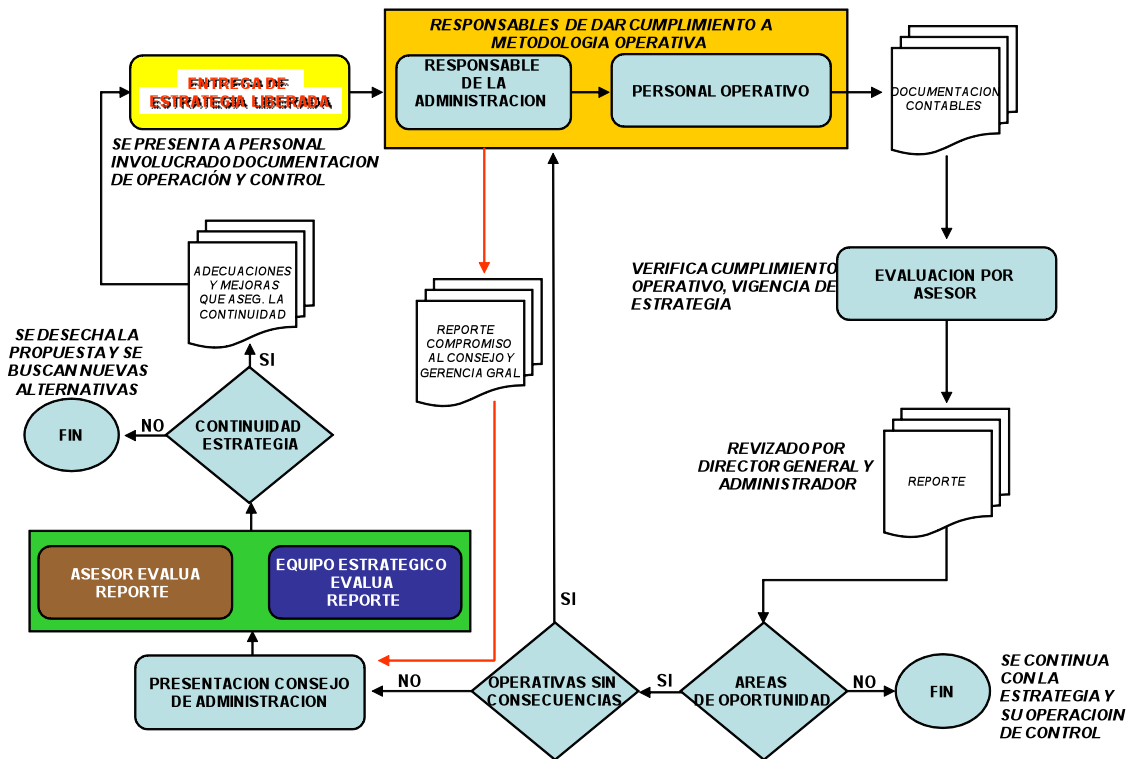 RESPONSABLES DE DAR CUMPLIMIENTO A
METODOLOGIA OPERATIVA
ENTREGA DE
ESTRATEGIA LIBERADA
RESPONSABLE
DE LA
ADMINISTRACION
PERSONAL OPERATIVO
DOCUMENTACION
CONTABLES
SE PRESENTA A PERSONAL
INVOLUCRADO DOCUMENTACION
DE OPERACIÓN Y CONTROL
ADECUACIONES
Y MEJORAS
QUE ASEG. LA
CONTINUIDAD
VERIFICA CUMPLIMIENTO
OPERATIVO, VIGENCIA DE
ESTRATEGIA
EVALUACION POR
ASESOR
REPORTE
COMPROMISO
AL CONSEJO Y
GERENCIA GRAL
SE DESECHA LA
PROPUESTA Y SE
BUSCAN NUEVAS
ALTERNATIVAS
SI
FIN
NO
CONTINUIDAD
ESTRATEGIA
REVIZADO POR
DIRECTOR GENERAL Y
ADMINISTRADOR
REPORTE
ASESOR EVALUA
REPORTE
EQUIPO ESTRATEGICO
EVALUA
REPORTE
SI
PRESENTACION CONSEJO
DE ADMINISTRACION
NO
OPERATIVAS SIN
CONSECUENCIAS
SI
AREAS
DE OPORTUNIDAD
NO
FIN
SE CONTINUA
CON LA
ESTRATEGIA Y
SU OPERACIOIN
DE CONTROL